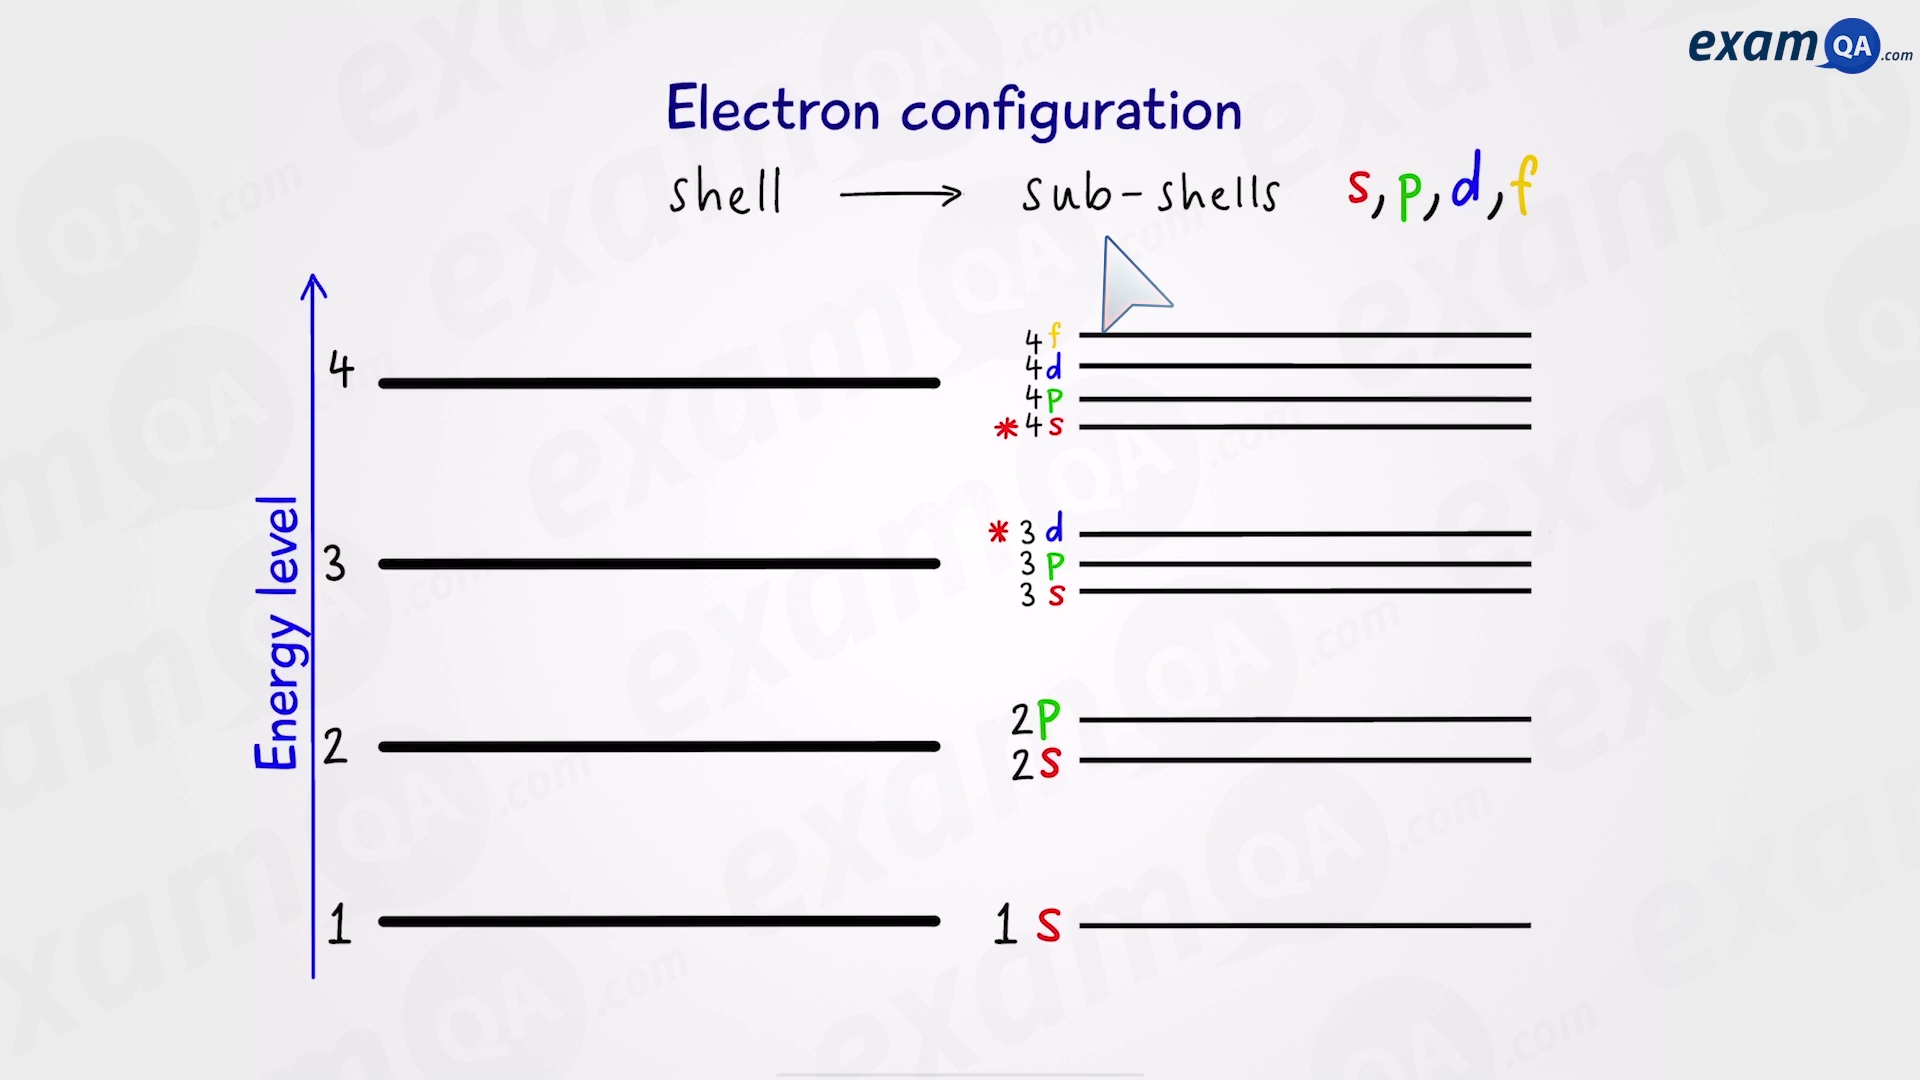 examQA.com
Electron configuration
shell → sub-shells s, p, d, f
Energy level
4
3
2
1
4f
4d
4p
* 4s
* 3d
3p
3s
2p
2s
1s